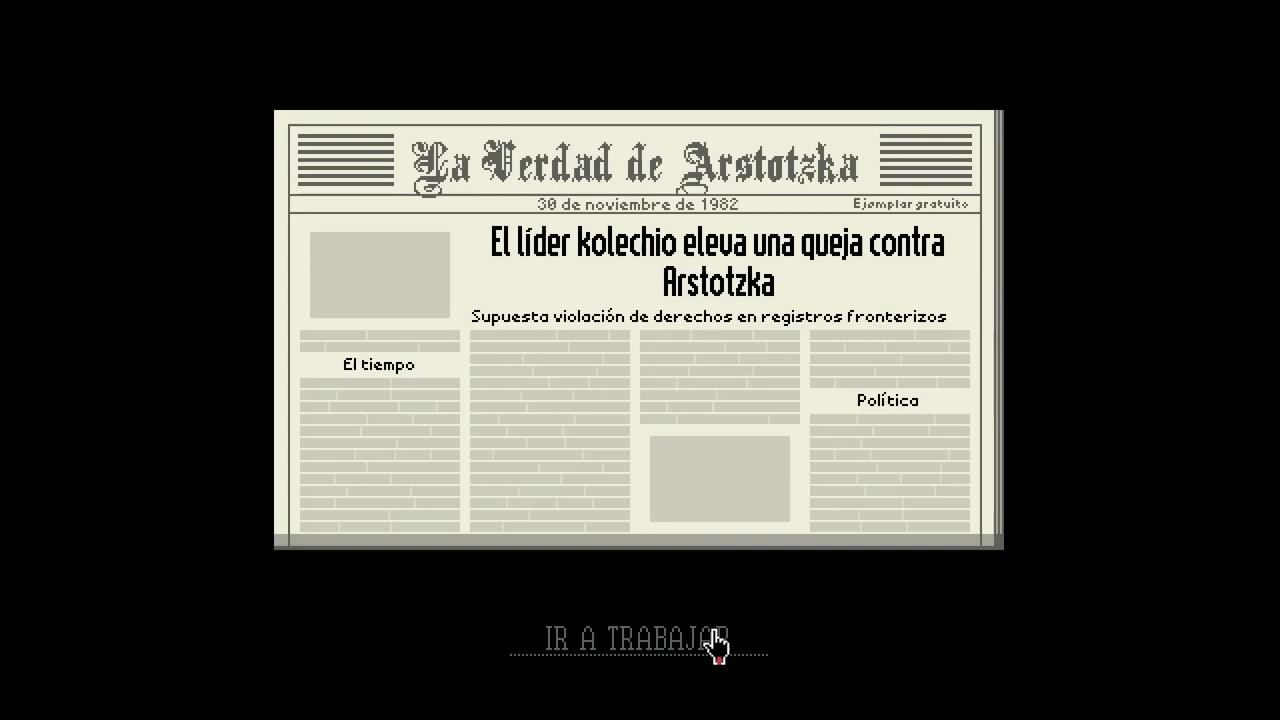 La Verdad de Arstotzka
30 de noviembre de 1982
Ejemplar gratuito
El líder kolechio eleva una queja contra
Arstotzka
Supuesta violación de derechos en registros fronterizos
El tiempo
Política
IR A TRABAJAR